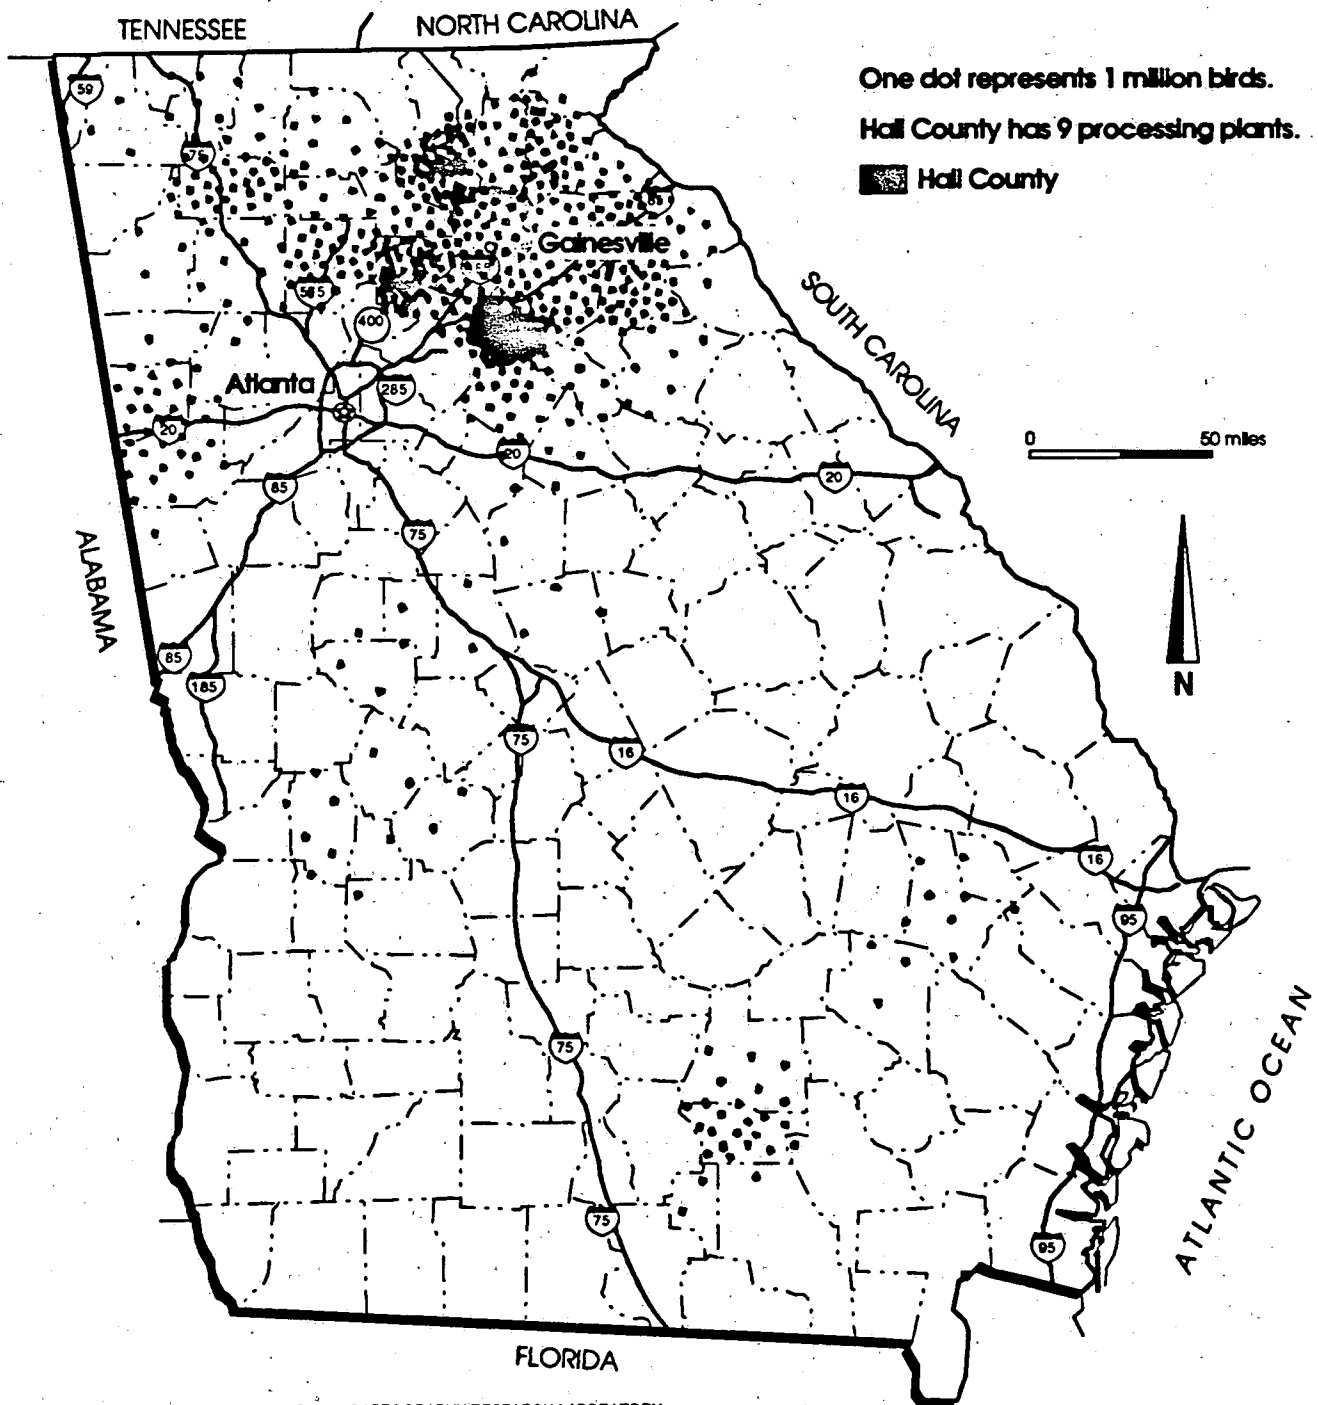 TENNESSEE
NORTH CAROLINA
One dot represents 1 million birds.
Hall County has 9 processing plants.
Hall County
59
75
85
Gainesville
575
400
SOUTH CAROLINA
Atlanta
285
20
20
20
0
50 miles
85
75
ALABAMA
N
85
185
75
16
16
16
95
75
ATLANTIC OCEAN
75
95
FLORIDA